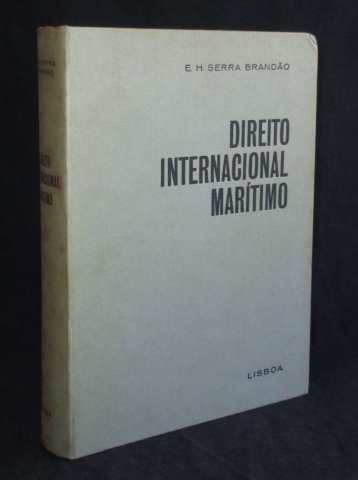 E. H. SERRA BRANDÃO
DIREITO
INTERNACIONAL
MARÍTIMO
LISBOA